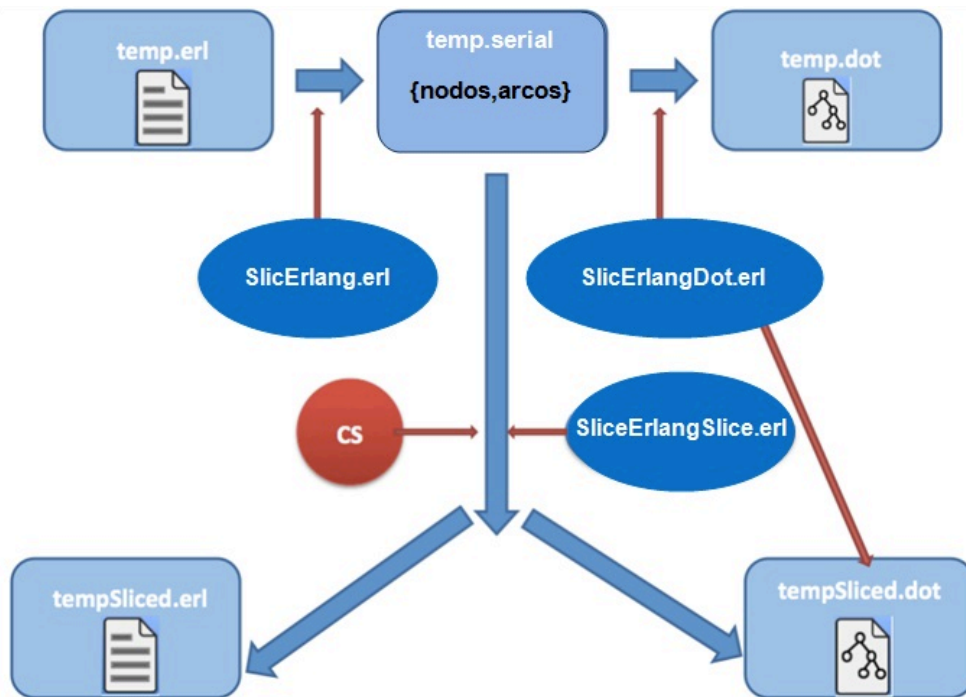 temp.erl
temp.serial
{nodos,arcos}
temp.dot
SlicErlang.erl
SlicErlangDot.erl
CS
SliceErlangSlice.erl
tempSliced.erl
tempSliced.dot